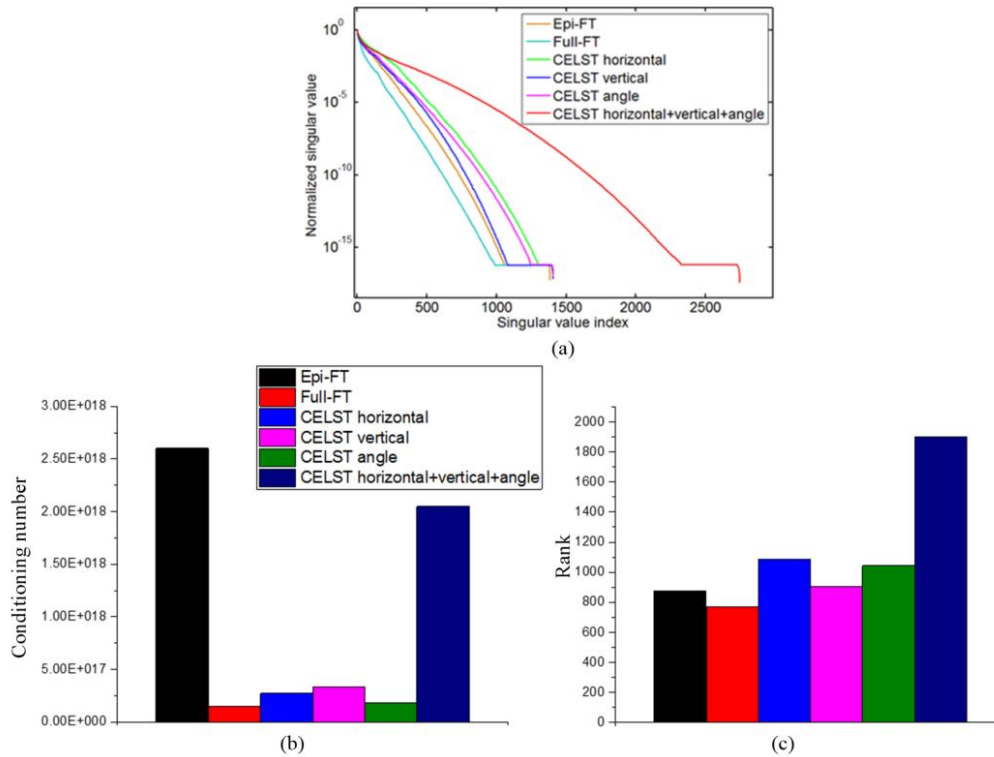 Epi-FT
Full-FT
CELST horizontal
CELST vertical
CELST angle
CELST horizontal+vertical+angle
Normalized singular value
10^0
10^-5
10^-10
10^-15
0 500 1000 1500 2000 2500
Singular value index
(a)
Epi-FT
Full-FT
CELST horizontal
CELST vertical
CELST angle
CELST horizontal+vertical+angle
Conditioning number
3.00E+018
2.50E+018
2.00E+018
1.50E+018
1.00E+018
5.00E+017
0.00E+000
(b)
Rank
2000
1800
1600
1400
1200
1000
800
600
400
200
0
(c)